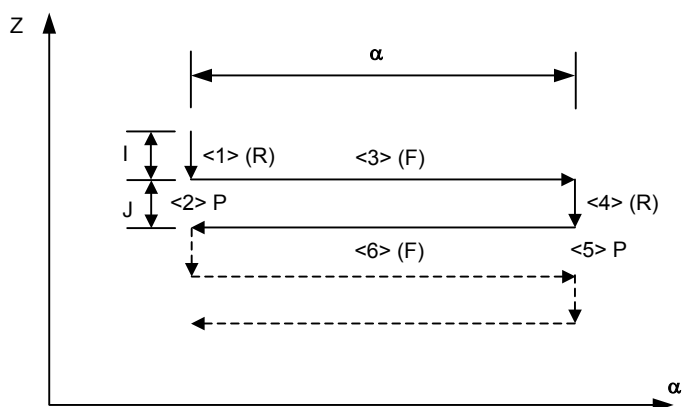 Z
α
I
<1> (R)
<3> (F)
J
<2> P
<4> (R)
<6> (F)
<5> P
α